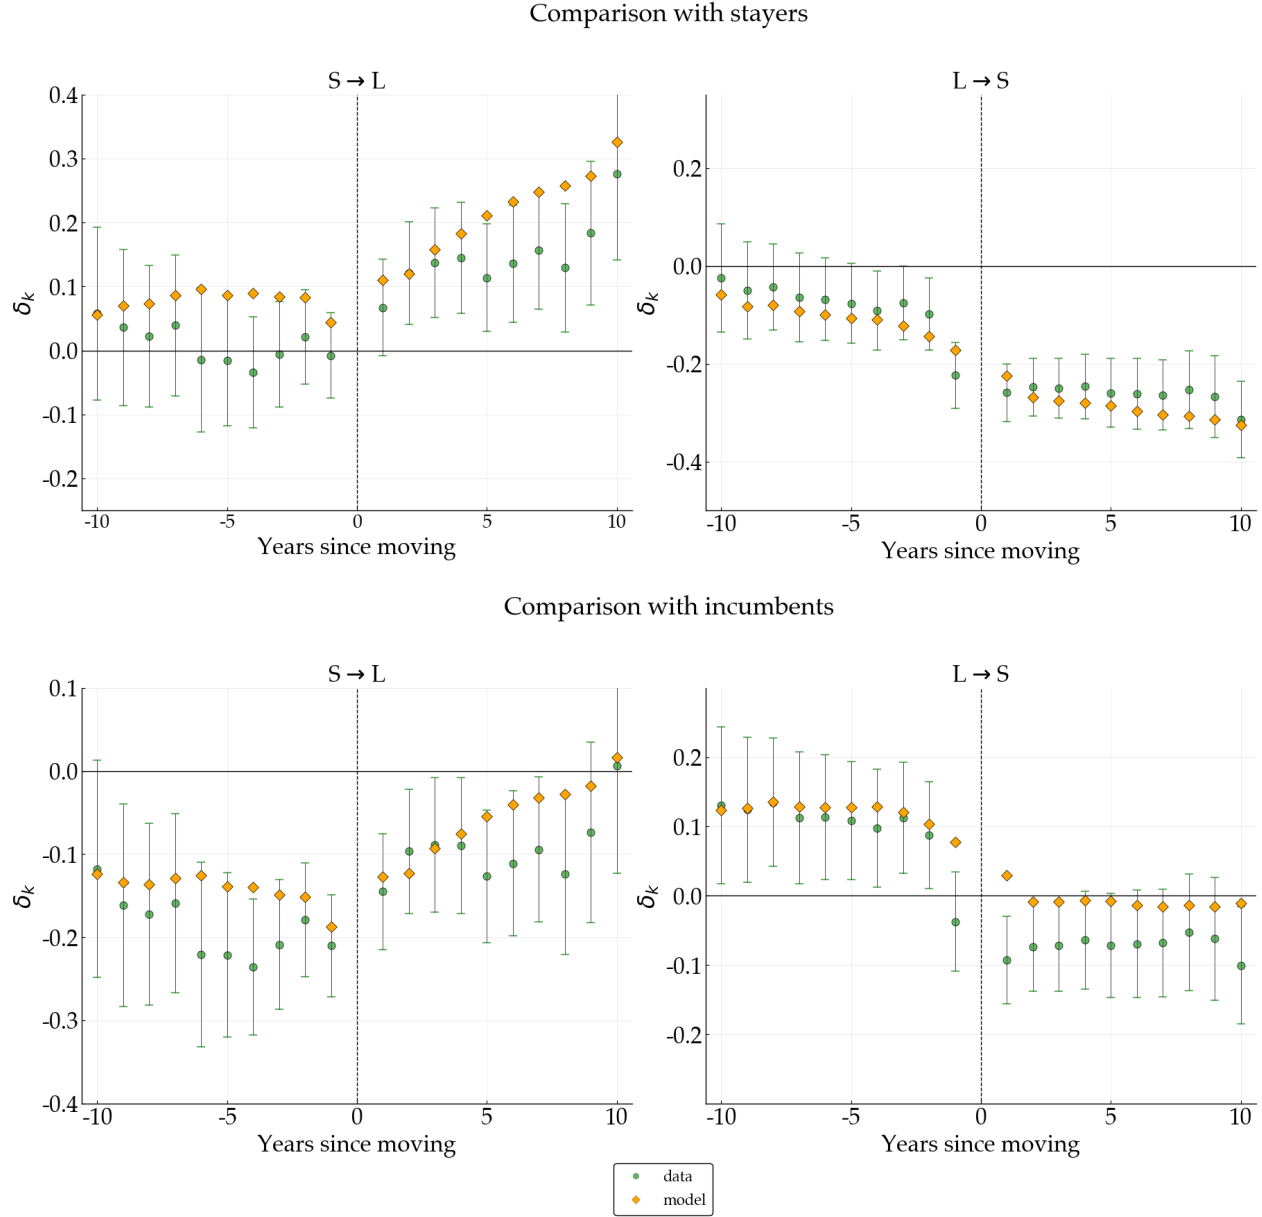 Comparison with stayers
S → L
L → S
δk
0.4
0.3
0.2
0.1
0.0
-0.1
-0.2
-10
-5
0
5
10
Years since moving
δk
0.2
0.0
-0.2
-0.4
-10
-5
0
5
10
Years since moving
Comparison with incumbents
S → L
L → S
δk
0.1
0.0
-0.1
-0.2
-0.3
-0.4
-10
-5
0
5
10
Years since moving
δk
0.2
0.1
0.0
-0.1
-0.2
-10
-5
0
5
10
Years since moving
data
model